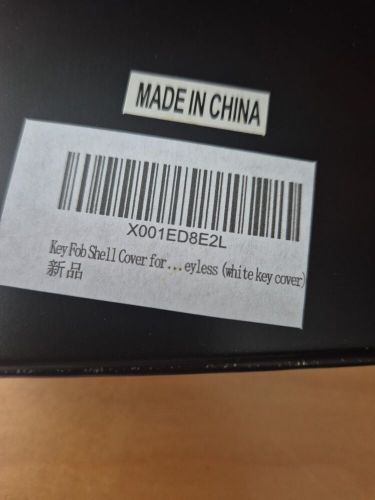 MADE IN CHINA
X001ED8E2L
Key Fob Shell Cover for...eyless (white key cover)
新品